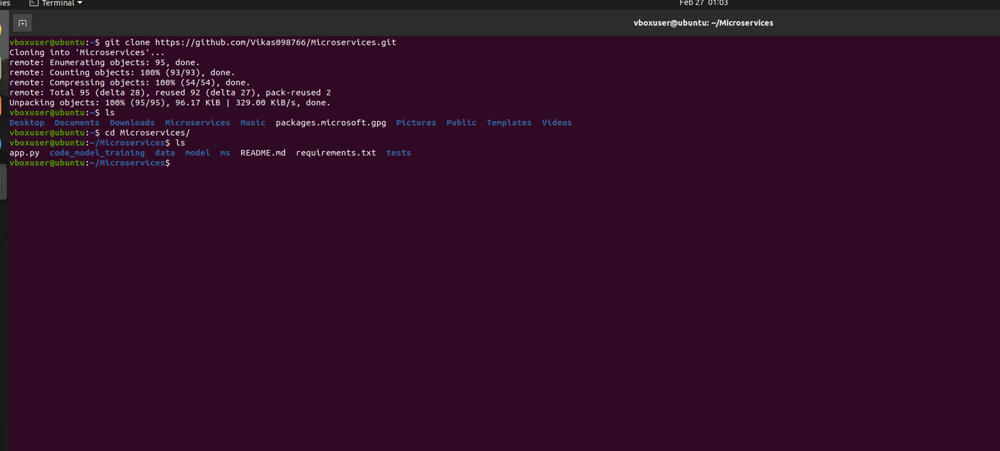 ies Terminal Feb 27 01:03
vboxuser@ubuntu: ~/Microservices
vboxuser@ubuntu:~$ git clone https://github.com/Vikas098766/Microservices.git
Cloning into 'Microservices'...
remote: Enumerating objects: 95, done.
remote: Counting objects: 100% (93/93), done.
remote: Compressing objects: 100% (54/54), done.
remote: Total 95 (delta 28), reused 92 (delta 27), pack-reused 2
Unpacking objects: 100% (95/95), 96.17 KiB | 329.00 KiB/s, done.
vboxuser@ubuntu:~$ ls
Desktop Documents Downloads Microservices Music packages.microsoft.gpg Pictures Public Templates Videos
vboxuser@ubuntu:~$ cd Microservices/
vboxuser@ubuntu:~/Microservices$ ls
app.py code_model_training data model ms README.md requirements.txt tests
vboxuser@ubuntu:~/Microservices$